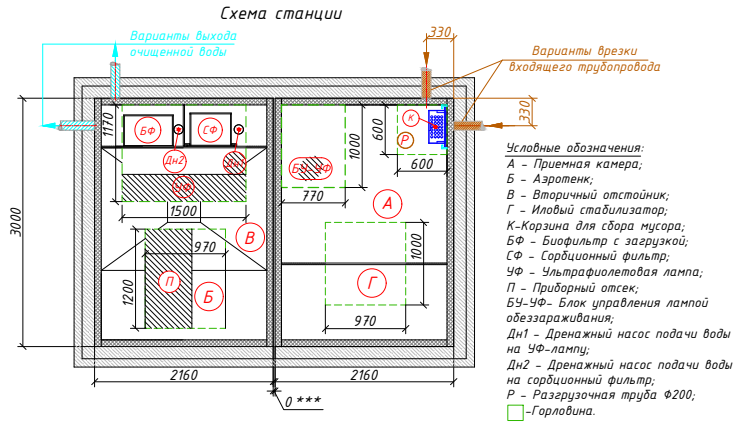 Схема станции
Варианты выхода
очищенной воды
330
Варианты врезки
входящего трубопровода
330
1170
БФ
СФ
К
600
Р
600
Дн2
Дн1
УФ
БУ-УФ
1000
770
1500
3000
В
А
970
1000
П
Б
1200
Г
970
2160
2160
0 ***
Условные обозначения:
А - Приемная камера;
Б - Аэротенк;
В - Вторичный отстойник;
Г - Иловый стабилизатор;
К-Корзина для сбора мусора;
БФ - Биофильтр с загрузкой;
СФ - Сорбционный фильтр;
УФ - Ультрафиолетовая лампа;
П - Приборный отсек;
БУ-УФ- Блок управления лампой
обеззараживания;
Дн1 - Дренажный насос подачи воды
на УФ-лампу;
Дн2 - Дренажный насос подачи воды
на сорбционный фильтр;
Р - Разгрузочная труба Ф200;
-Горловина.